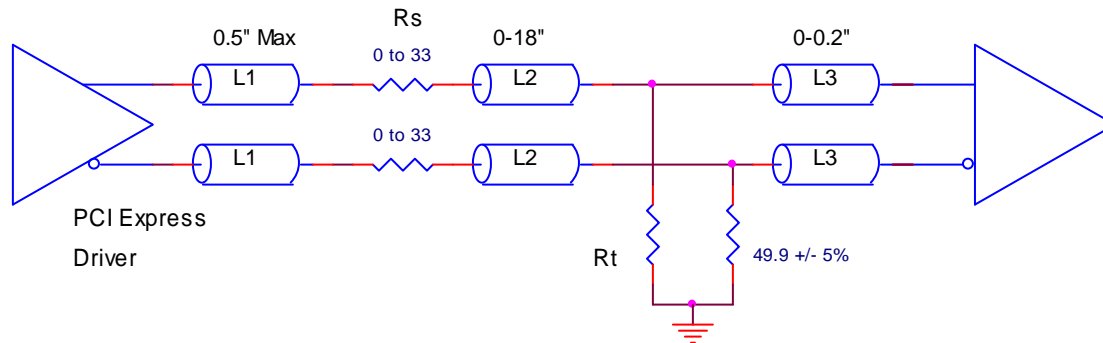 Rs
0.5" Max
0-18"
0-0.2"
0 to 33
L1
L2
L3
0 to 33
L1
L2
L3
PCI Express
Driver
Rt
49.9 +/- 5%